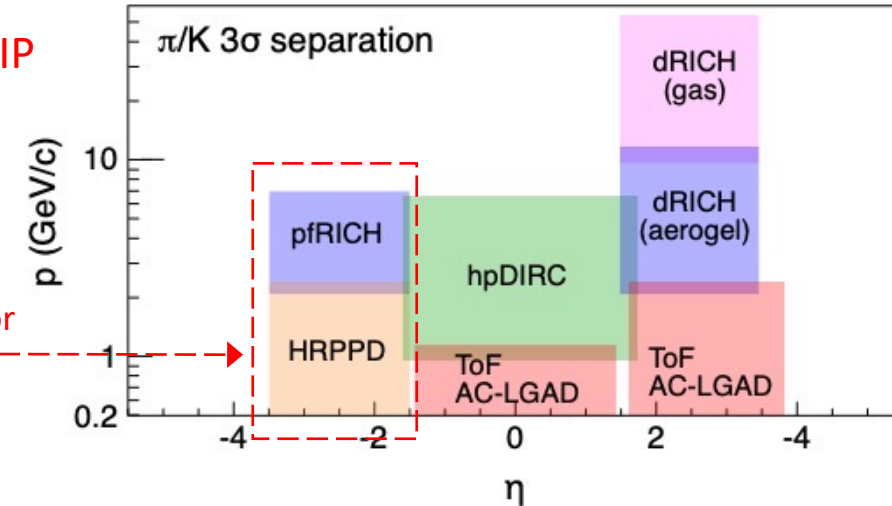 π/K 3σ separation
IP
dRICH
(gas)
10
dRICH
(aerogel)
pfRICH
hpDIRC
p (GeV/c)
or
HRPPD
1
ToF
AC-LGAD
ToF
AC-LGAD
0.2
-4
-2
0
2
-4
η